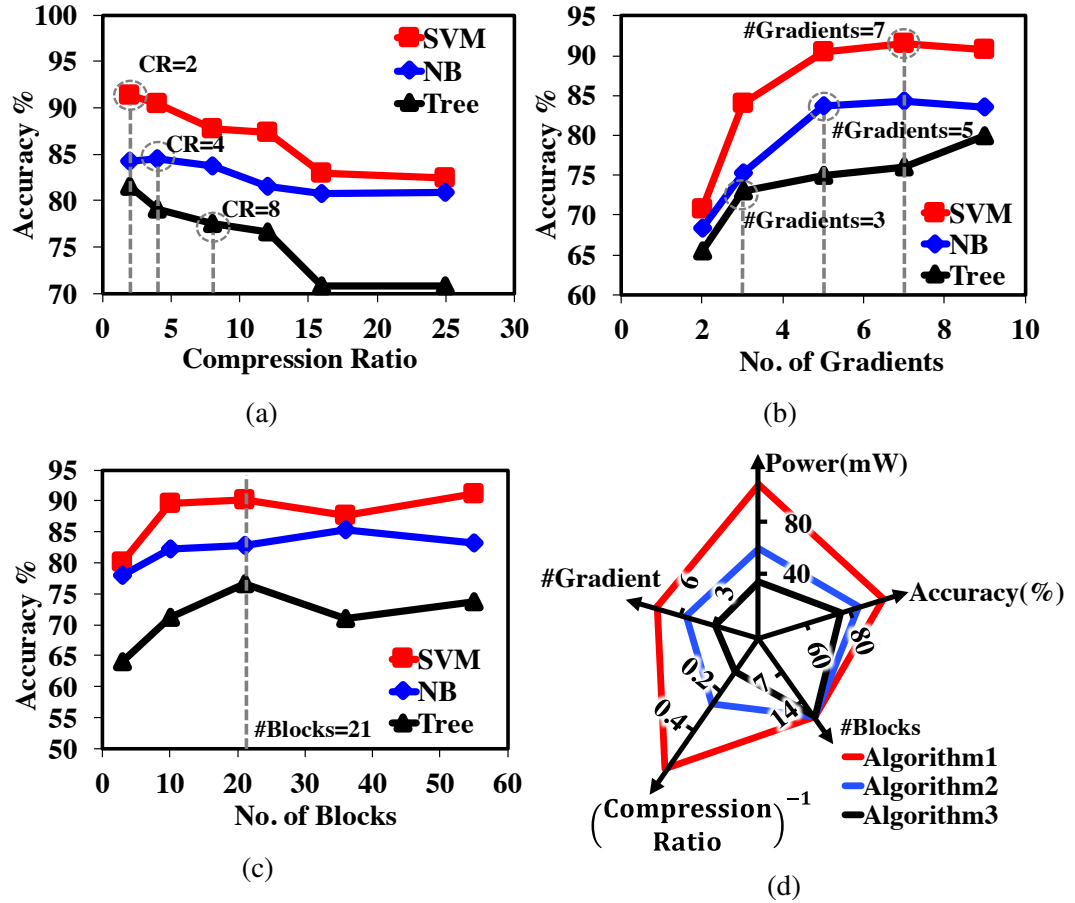 100
95
90
85
80
75
70
Accuracy %
CR=2
CR=4
CR=8
SVM
NB
Tree
0 5 10 15 20 25 30
Compression Ratio
(a)
95
90
85
80
75
70
65
60
Accuracy %
#Gradients=7
#Gradients=5
#Gradients=3
SVM
NB
Tree
0 2 4 6 8 10
No. of Gradients
(b)
95
90
85
80
75
70
65
60
55
50
Accuracy %
#Blocks=21
SVM
NB
Tree
0 10 20 30 40 50 60
No. of Blocks
(c)
Power(mW)
80
40
#Gradient
6
3
Accuracy(%)
60
80
0.2
0.4
7
14
#Blocks
(Compression
Ratio)⁻¹
Algorithm1
Algorithm2
Algorithm3
(d)